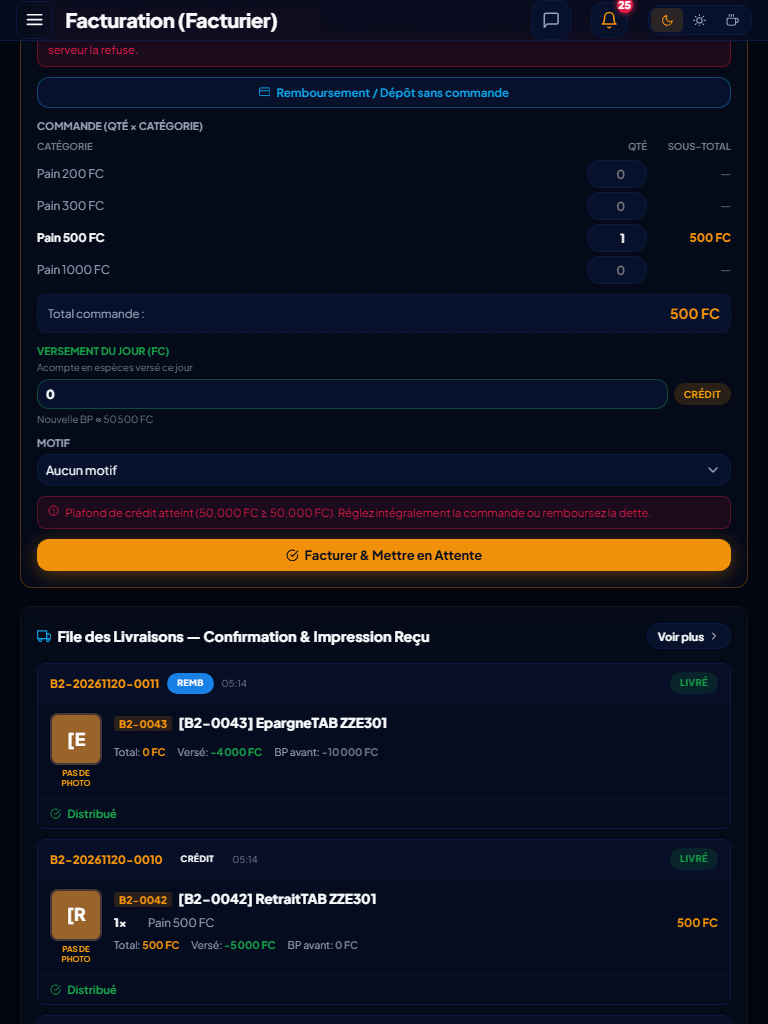 Facturation (Facturier)
25
serveur la refuse.
Remboursement / Dépôt sans commande
COMMANDE (QTÉ × CATÉGORIE)
CATÉGORIE QTÉ SOUS-TOTAL
Pain 200 FC 0 —
Pain 300 FC 0 —
Pain 500 FC 1 500 FC
Pain 1000 FC 0 —
Total commande : 500 FC
VERSEMENT DU JOUR (FC)
Acompte en espèces versé ce jour
0 CRÉDIT
Nouvelle BP ≈ 50 500 FC
MOTIF
Aucun motif
Plafond de crédit atteint (50,000 FC ≥ 50,000 FC). Réglez intégralement la commande ou remboursez la dette.
Facturer & Mettre en Attente
File des Livraisons — Confirmation & Impression Reçu Voir plus
B2-20261120-0011 REMB 05:14 LIVRÉ
[E
PAS DE
PHOTO
B2-0043 [B2-0043] EpargneTAB ZZE301
Total: 0 FC Versé: -4 000 FC BP avant: -10 000 FC
Distribué
B2-20261120-0010 CRÉDIT 05:14 LIVRÉ
[R
PAS DE
PHOTO
B2-0042 [B2-0042] RetraitTAB ZZE301
1× Pain 500 FC 500 FC
Total: 500 FC Versé: -5 000 FC BP avant: 0 FC
Distribué